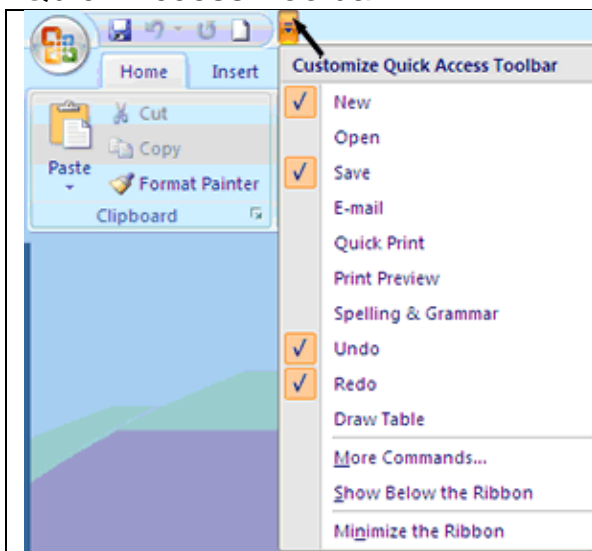 Home Insert
Cut
Copy
Paste
Format Painter
Clipboard
Customize Quick Access Toolbar
New
Open
Save
E-mail
Quick Print
Print Preview
Spelling & Grammar
Undo
Redo
Draw Table
More Commands...
Show Below the Ribbon
Minimize the Ribbon